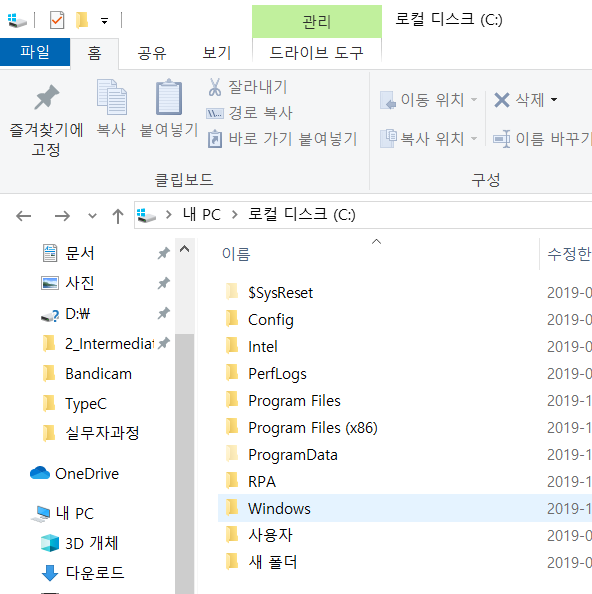 관리
로컬 디스크 (C:)
파일
홈
공유
보기
드라이브 도구
즐겨찾기에
고정
복사
붙여넣기
잘라내기
경로 복사
바로 가기 붙여넣기
클립보드
이동 위치
복사 위치
삭제
이름 바꾸기
구성
내 PC > 로컬 디스크 (C:)
문서
사진
D:\
2_Intermediat
Bandicam
TypeC
실무자과정
OneDrive
내 PC
3D 개체
다운로드
이름
수정한
$SysReset 2019-0
Config 2019-0
Intel 2019-0
PerfLogs 2019-0
Program Files 2019-1
Program Files (x86) 2019-1
ProgramData 2019-1
RPA 2019-1
Windows 2019-1
사용자 2019-0
새 폴더 2019-0